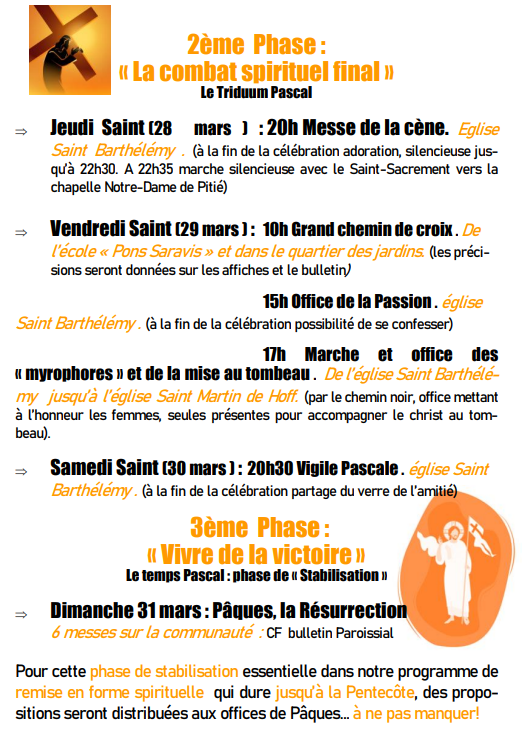 2ème Phase :
« La combat spirituel final »
Le Triduum Pascal
⇒ Jeudi Saint (28 mars ) : 20h Messe de la cène. Eglise
Saint Barthélémy . (à la fin de la célébration adoration, silencieuse jus-
qu'à 22h30. A 22h35 marche silencieuse avec le Saint-Sacrement vers la
chapelle Notre-Dame de Pitié)
⇒ Vendredi Saint (29 mars ) : 10h Grand chemin de croix . De
l'école « Pons Saravis » et dans le quartier des jardins. (les préci-
sions seront données sur les affiches et le bulletin)
15h Office de la Passion . église
Saint Barthélémy . (à la fin de la célébration possibilité de se confesser)
17h Marche et office des
« myrophores » et de la mise au tombeau . De l'église Saint Barthélé-
my jusqu'à l'église Saint Martin de Hoff. (par le chemin noir, office mettant
à l'honneur les femmes, seules présentes pour accompagner le christ au tom-
beau).
⇒ Samedi Saint (30 mars ) : 20h30 Vigile Pascale . église Saint
Barthélémy . (à la fin de la célébration partage du verre de l'amitié)
3ème Phase :
« Vivre de la victoire »
Le temps Pascal : phase de « Stabilisation »
⇒ Dimanche 31 mars : Pâques, la Résurrection
6 messes sur la communauté : CF bulletin Paroissial
Pour cette phase de stabilisation essentielle dans notre programme de
remise en forme spirituelle qui dure jusqu'à la Pentecôte, des propo-
sitions seront distribuées aux offices de Pâques... à ne pas manquer!